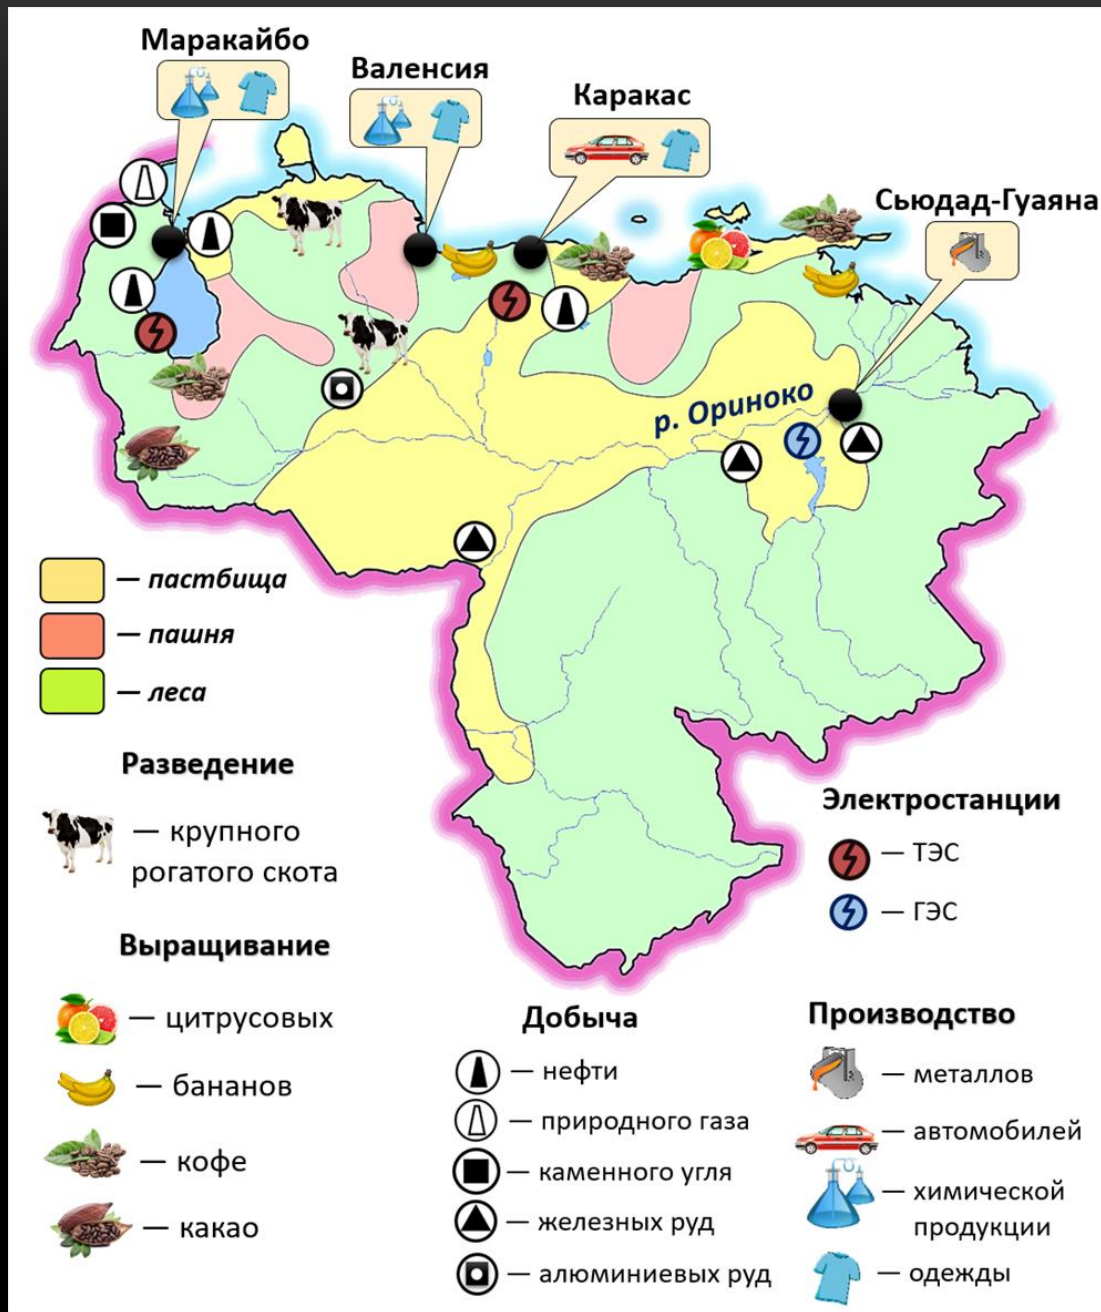 Маракайбо
Валенсия
Каракас
Сьюдад-Гуаяна
р. Ориноко
— пастбища
— пашня
— леса
Разведение
— крупного
рогатого скота
Выращивание
— цитрусовых
— бананов
— кофе
— какао
Добыча
— нефти
— природного газа
— каменного угля
— железных руд
— алюминиевых руд
Электростанции
— ТЭС
— ГЭС
Производство
— металлов
— автомобилей
— химической
продукции
— одежды